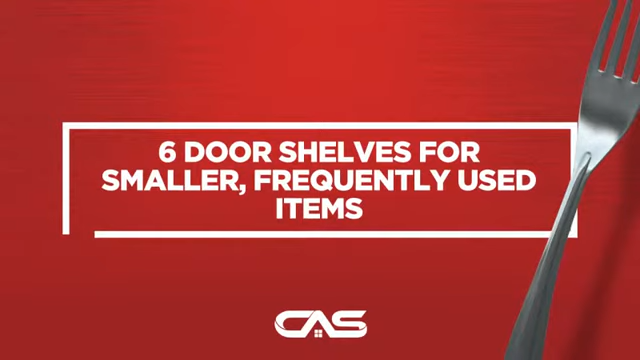 6 DOOR SHELVES FOR
SMALLER, FREQUENTLY USED
ITEMS
CAS